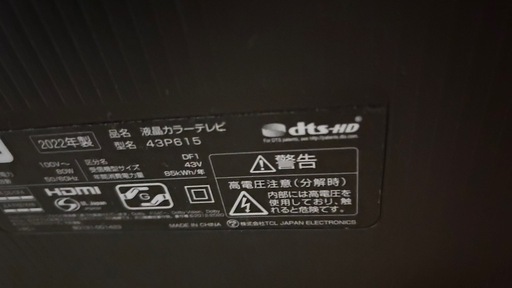 2022年製
品名 液晶カラーテレビ
型名 43P615
dts-HD
100V~
80W
50/60Hz
区分名 DF1
受信機型サイズ 43V
年間消費電力量 85kWh/年
警告
高電圧注意(分解時)
内部には高電圧を
使用しており、触
れると危険です。
HDMI
MADE IN CHINA
株式会社TCL JAPAN ELECTRONICS